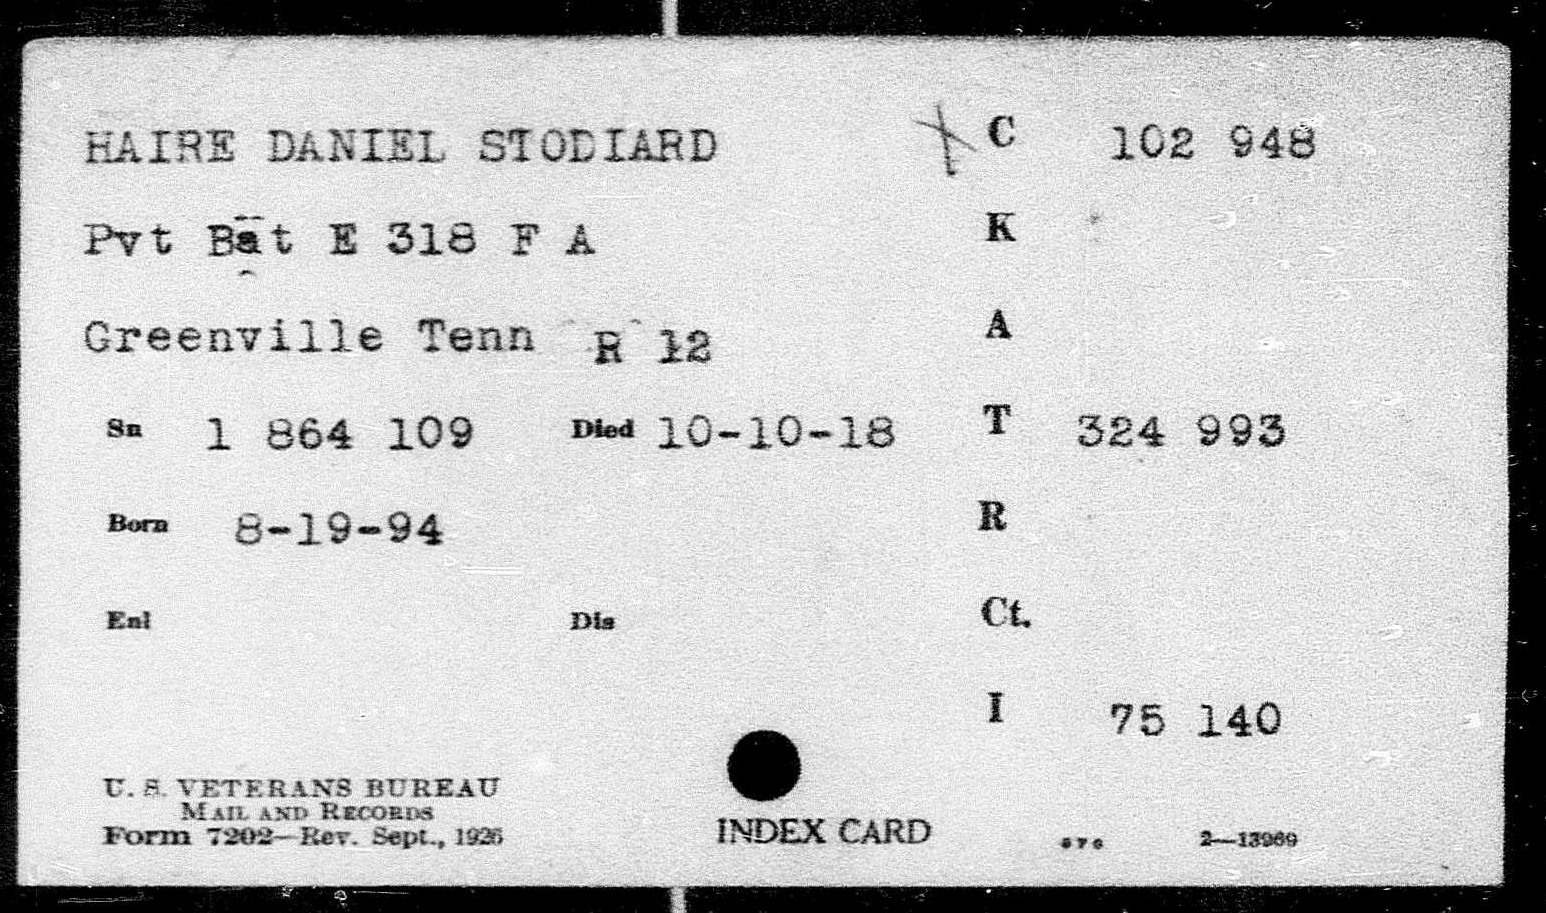 HAIRE DANIEL STODIARD C 102 948
Pvt Bat E 318 F A K
Greenville Tenn R 12 A
Sn 1 864 109 Died 10-10-18 T 324 993
Born 8-19-94 R
Enl Dis Ct.
I 75 140
U. S. VETERANS BUREAU
MAIL AND RECORDS
Form 7202—Rev. Sept., 1926
INDEX CARD
2—13969